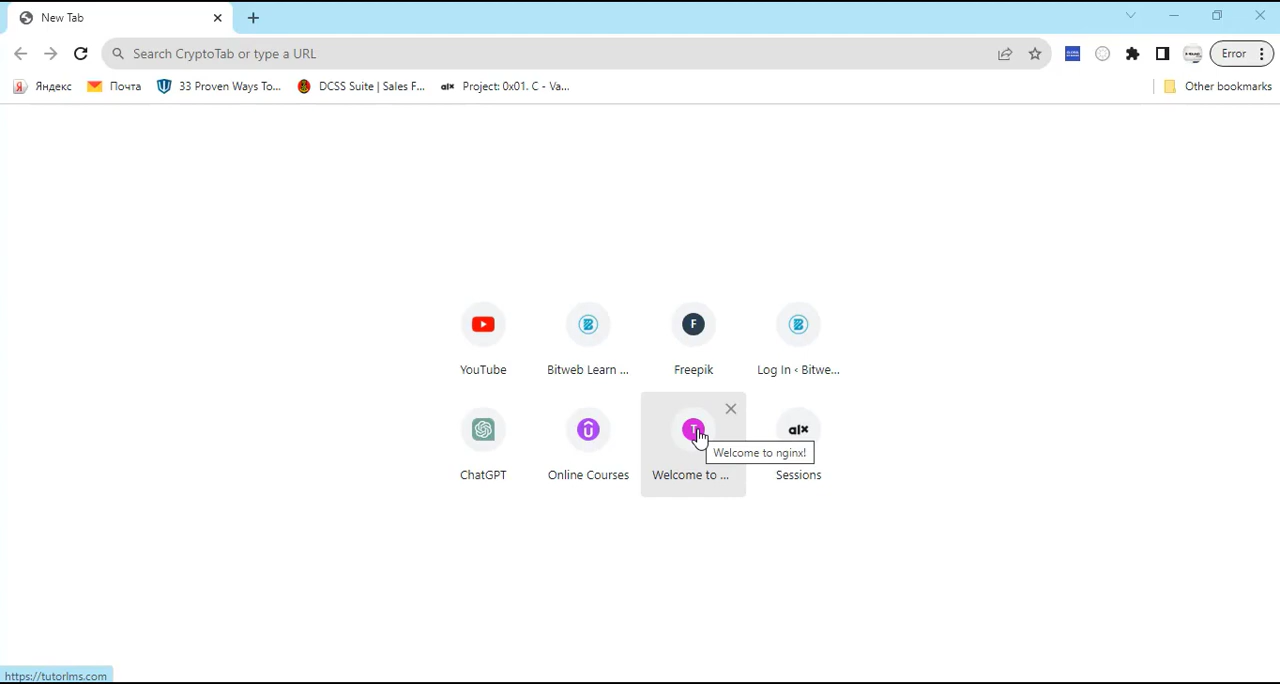 New Tab
Search CryptoTab or type a URL
Error
Яндекс
Почта
33 Proven Ways To...
DCSS Suite | Sales F...
alx Project: 0x01. C - Va...
Other bookmarks
YouTube
Bitweb Learn ...
F
Freepik
Log In ‹ Bitwe...
ChatGPT
Online Courses
T
Welcome to ...
Welcome to nginx!
alx
Sessions
https://tutorlms.com